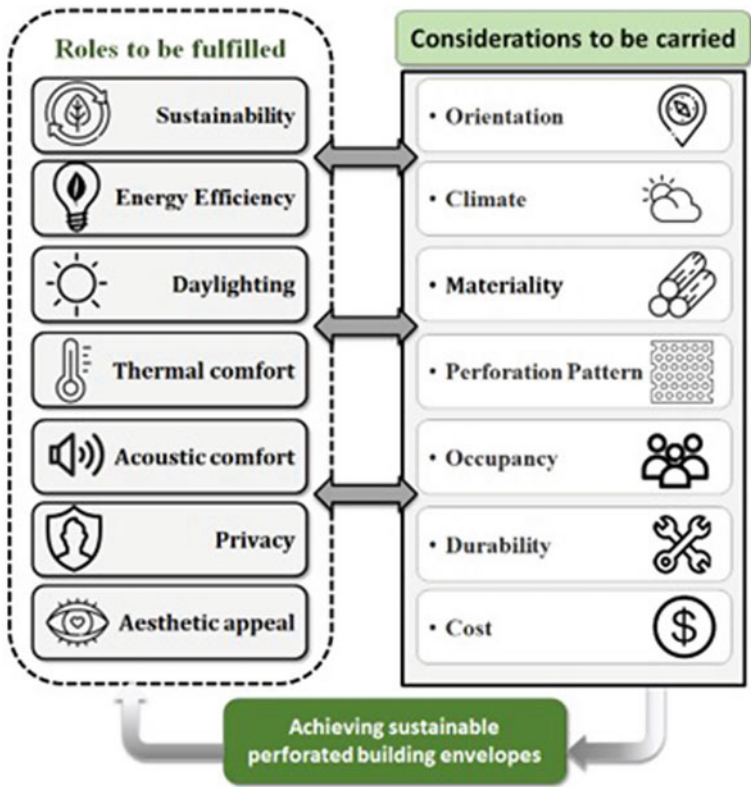 Roles to be fulfilled
Sustainability
Energy Efficiency
Daylighting
Thermal comfort
Acoustic comfort
Privacy
Aesthetic appeal
Considerations to be carried
• Orientation
• Climate
• Materiality
• Perforation Pattern
• Occupancy
• Durability
• Cost
$
Achieving sustainable
perforated building envelopes